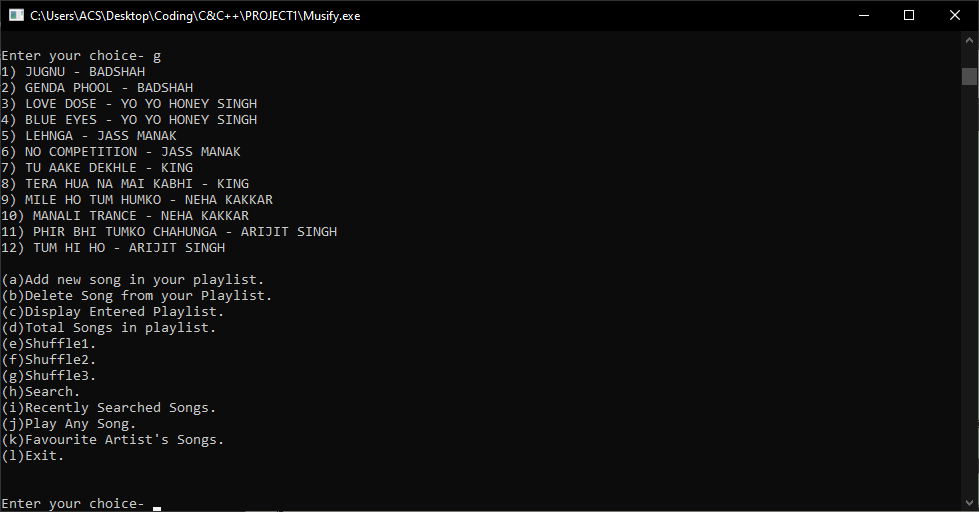 C:\Users\ACS\Desktop\Coding\C&C++\PROJECT1\Musify.exe
Enter your choice- g
1) JUGNU - BADSHAH
2) GENDA PHOOL - BADSHAH
3) LOVE DOSE - YO YO HONEY SINGH
4) BLUE EYES - YO YO HONEY SINGH
5) LEHNGA - JASS MANAK
6) NO COMPETITION - JASS MANAK
7) TU AAKE DEKHLE - KING
8) TERA HUA NA MAI KABHI - KING
9) MILE HO TUM HUMKO - NEHA KAKKAR
10) MANALI TRANCE - NEHA KAKKAR
11) PHIR BHI TUMKO CHAHUNGA - ARIJIT SINGH
12) TUM HI HO - ARIJIT SINGH
(a)Add new song in your playlist.
(b)Delete Song from your Playlist.
(c)Display Entered Playlist.
(d)Total Songs in playlist.
(e)Shuffle1.
(f)Shuffle2.
(g)Shuffle3.
(h)Search.
(i)Recently Searched Songs.
(j)Play Any Song.
(k)Favourite Artist's Songs.
(l)Exit.
Enter your choice-